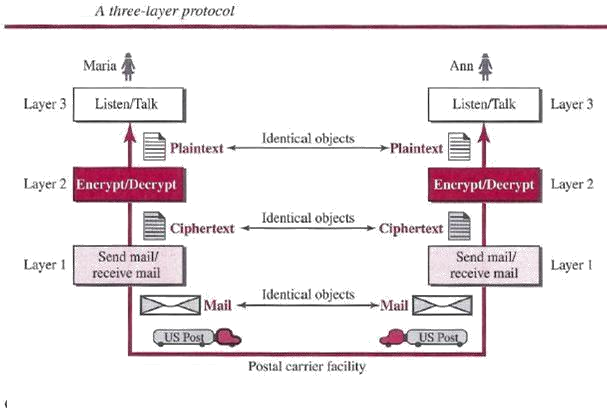 A three-layer protocol
Maria
Ann
Layer 3
Listen/Talk
Listen/Talk
Layer 3
Plaintext
Identical objects
Plaintext
Layer 2
Encrypt/Decrypt
Encrypt/Decrypt
Layer 2
Ciphertext
Identical objects
Ciphertext
Layer 1
Send mail/
receive mail
Send mail/
receive mail
Layer 1
Mail
Identical objects
Mail
US Post
US Post
Postal carrier facility